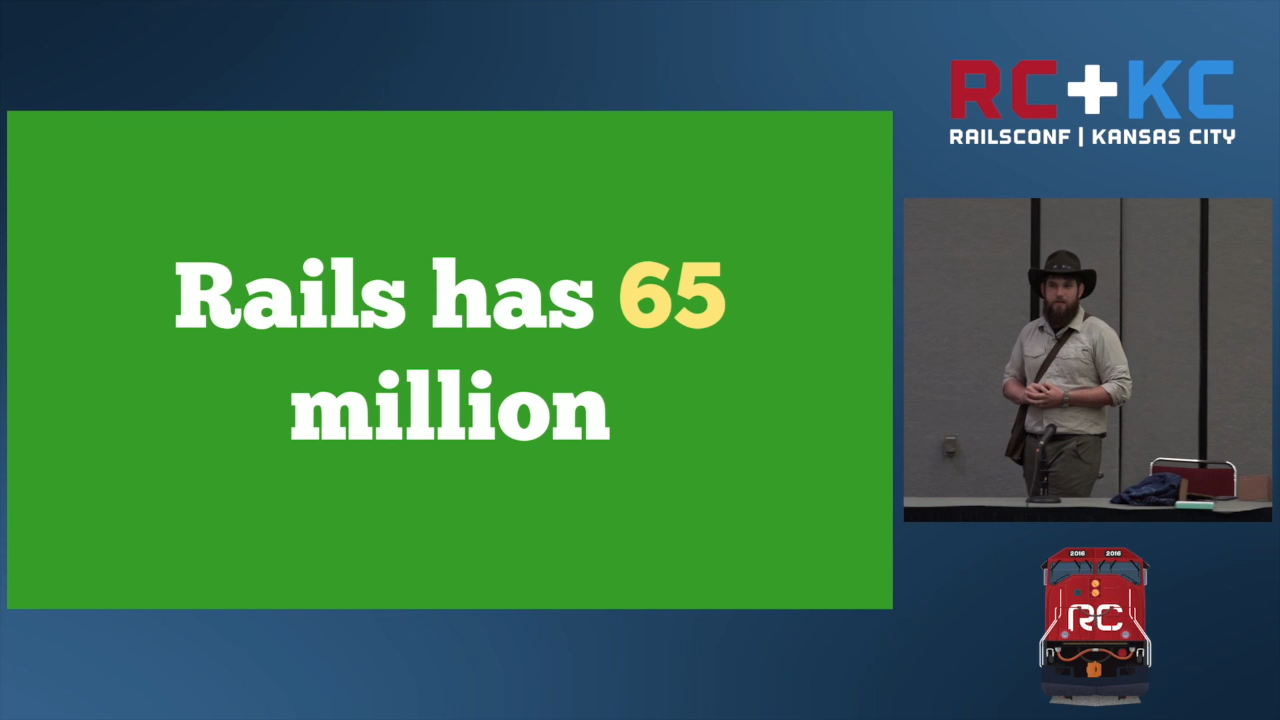 RC+KC
RAILSCONF | KANSAS CITY
Rails has 65
million
2016 2016
RC